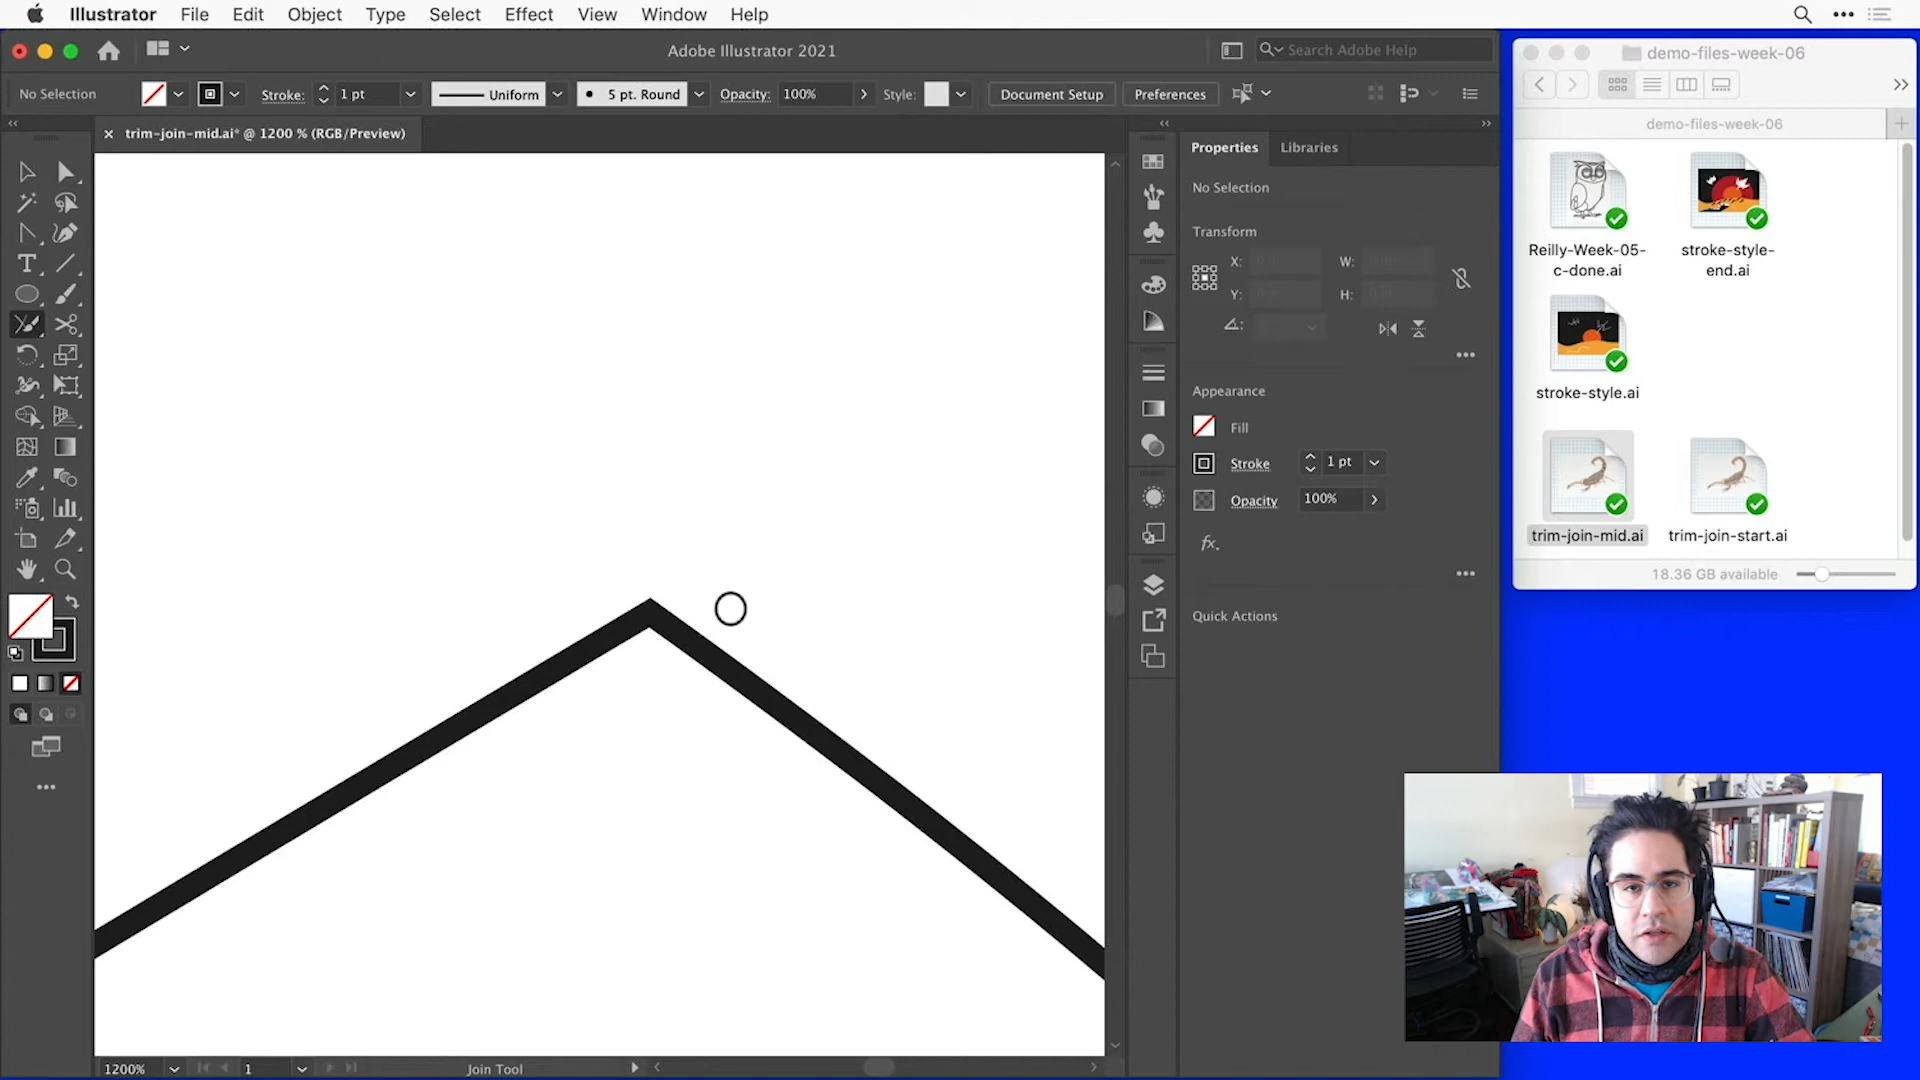 Illustrator File Edit Object Type Select Effect View Window Help
Adobe Illustrator 2021
Search Adobe Help
No Selection
Stroke: 1 pt
Uniform
5 pt. Round
Opacity: 100%
Style:
Document Setup
Preferences
trim-join-mid.ai* @ 1200 % (RGB/Preview)
Properties
Libraries
No Selection
Transform
X:
W:
Y:
H:
Appearance
Fill
Stroke
1 pt
Opacity
100%
fx.
Quick Actions
1200%
1
Join Tool
demo-files-week-06
demo-files-week-06
Reilly-Week-05-
c-done.ai
stroke-style-
end.ai
stroke-style.ai
trim-join-mid.ai
trim-join-start.ai
18.36 GB available